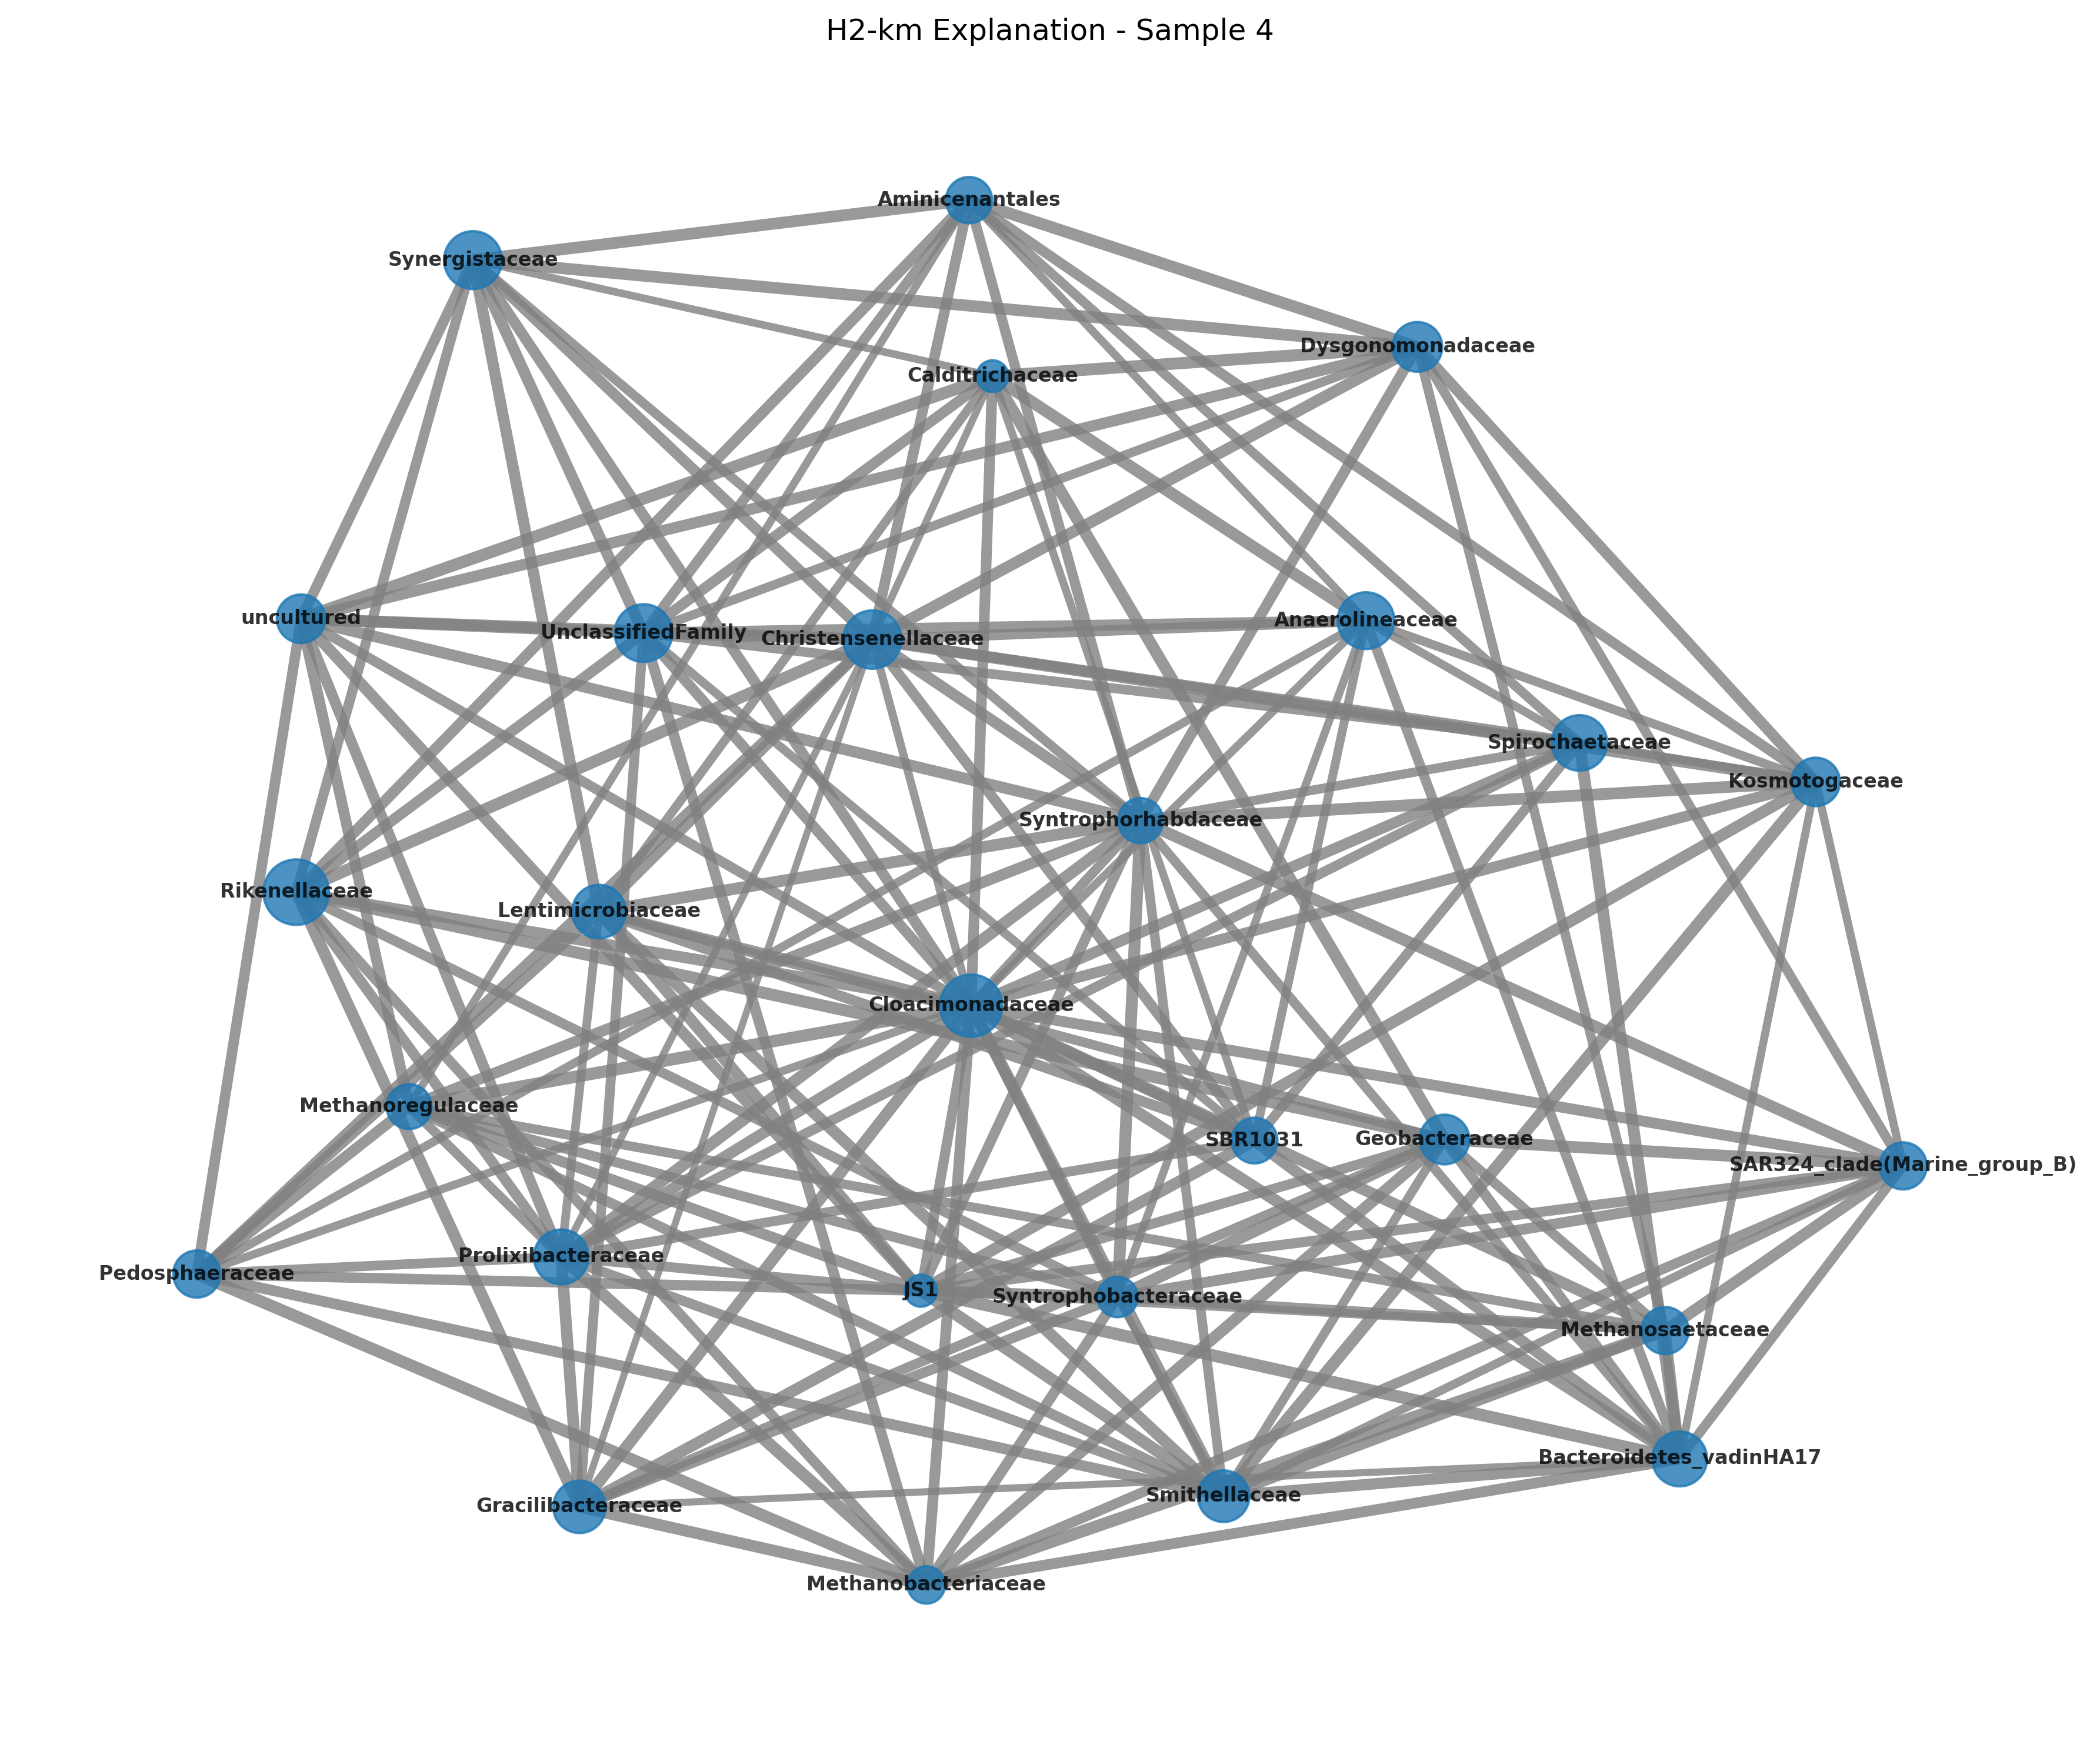 H2-km Explanation - Sample 4
Aminicenantales
Synergistaceae
Dysgonomonadaceae
Calditrichaceae
uncultured
UnclassifiedFamily
Christensenellaceae
Anaerolineaceae
Spirochaetaceae
Kosmotogaceae
Syntrophorhabdaceae
Rikenellaceae
Lentimicrobiaceae
Cloacimonadaceae
Methanoregulaceae
SBR1031
Geobacteraceae
SAR324_clade(Marine_group_B)
Prolixibacteraceae
Pedosphaeraceae
JS1
Syntrophobacteraceae
Methanosaetaceae
Bacteroidetes_vadinHA17
Smithellaceae
Gracilibacteraceae
Methanobacteriaceae